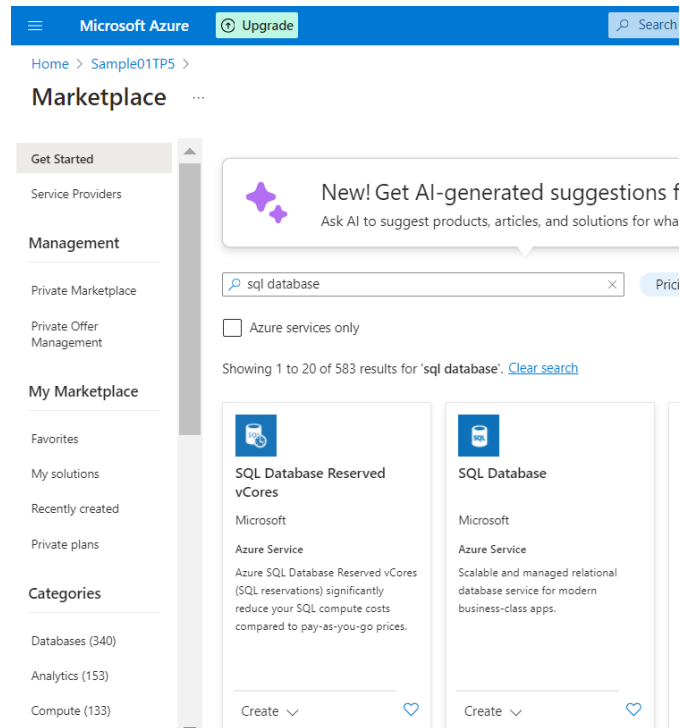 Microsoft Azure
Upgrade
Search
Home > Sample01TP5 >
Marketplace ...
Get Started
Service Providers
Management
Private Marketplace
Private Offer
Management
My Marketplace
Favorites
My solutions
Recently created
Private plans
Categories
Databases (340)
Analytics (153)
Compute (133)
New! Get AI-generated suggestions f
Ask AI to suggest products, articles, and solutions for wha
sql database
Prici
Azure services only
Showing 1 to 20 of 583 results for 'sql database'. Clear search
SQL
SQL Database Reserved
vCores
Microsoft
Azure Service
Azure SQL Database Reserved vCores
(SQL reservations) significantly
reduce your SQL compute costs
compared to pay-as-you-go prices.
Create
SQL
SQL Database
Microsoft
Azure Service
Scalable and managed relational
database service for modern
business-class apps.
Create